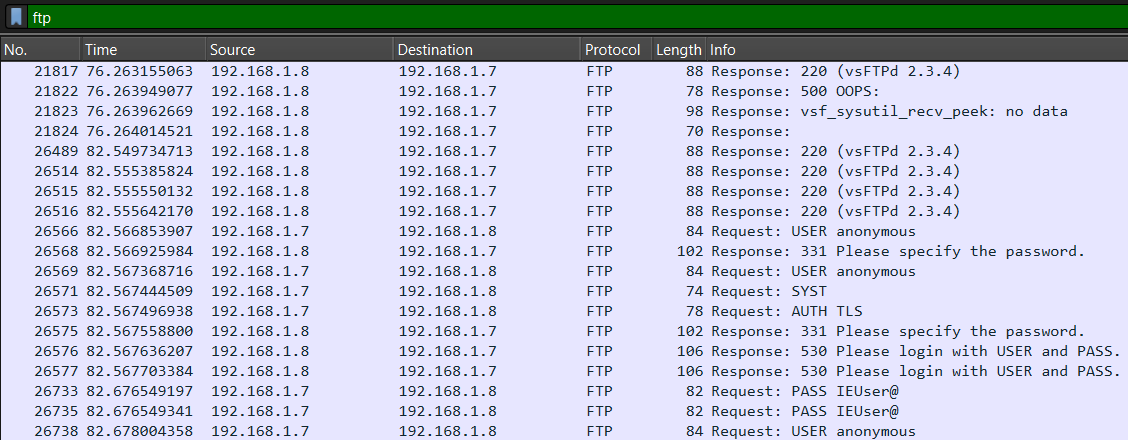 ftp
No. Time Source Destination Protocol Length Info
21817 76.263155063 192.168.1.8 192.168.1.7 FTP 88 Response: 220 (vsFTPd 2.3.4)
21822 76.263949077 192.168.1.8 192.168.1.7 FTP 78 Response: 500 OOPS:
21823 76.263962669 192.168.1.8 192.168.1.7 FTP 98 Response: vsf_sysutil_recv_peek: no data
21824 76.264014521 192.168.1.8 192.168.1.7 FTP 70 Response:
26489 82.549734713 192.168.1.8 192.168.1.7 FTP 88 Response: 220 (vsFTPd 2.3.4)
26514 82.555385824 192.168.1.8 192.168.1.7 FTP 88 Response: 220 (vsFTPd 2.3.4)
26515 82.555550132 192.168.1.8 192.168.1.7 FTP 88 Response: 220 (vsFTPd 2.3.4)
26516 82.555642170 192.168.1.8 192.168.1.7 FTP 88 Response: 220 (vsFTPd 2.3.4)
26566 82.566853907 192.168.1.7 192.168.1.8 FTP 84 Request: USER anonymous
26568 82.566925984 192.168.1.8 192.168.1.7 FTP 102 Response: 331 Please specify the password.
26569 82.567368716 192.168.1.7 192.168.1.8 FTP 84 Request: USER anonymous
26571 82.567444509 192.168.1.7 192.168.1.8 FTP 74 Request: SYST
26573 82.567496938 192.168.1.7 192.168.1.8 FTP 78 Request: AUTH TLS
26575 82.567558800 192.168.1.8 192.168.1.7 FTP 102 Response: 331 Please specify the password.
26576 82.567636207 192.168.1.8 192.168.1.7 FTP 106 Response: 530 Please login with USER and PASS.
26577 82.567703384 192.168.1.8 192.168.1.7 FTP 106 Response: 530 Please login with USER and PASS.
26733 82.676549197 192.168.1.7 192.168.1.8 FTP 82 Request: PASS IEUser@
26735 82.676549341 192.168.1.7 192.168.1.8 FTP 82 Request: PASS IEUser@
26738 82.678004358 192.168.1.7 192.168.1.8 FTP 84 Request: USER anonymous